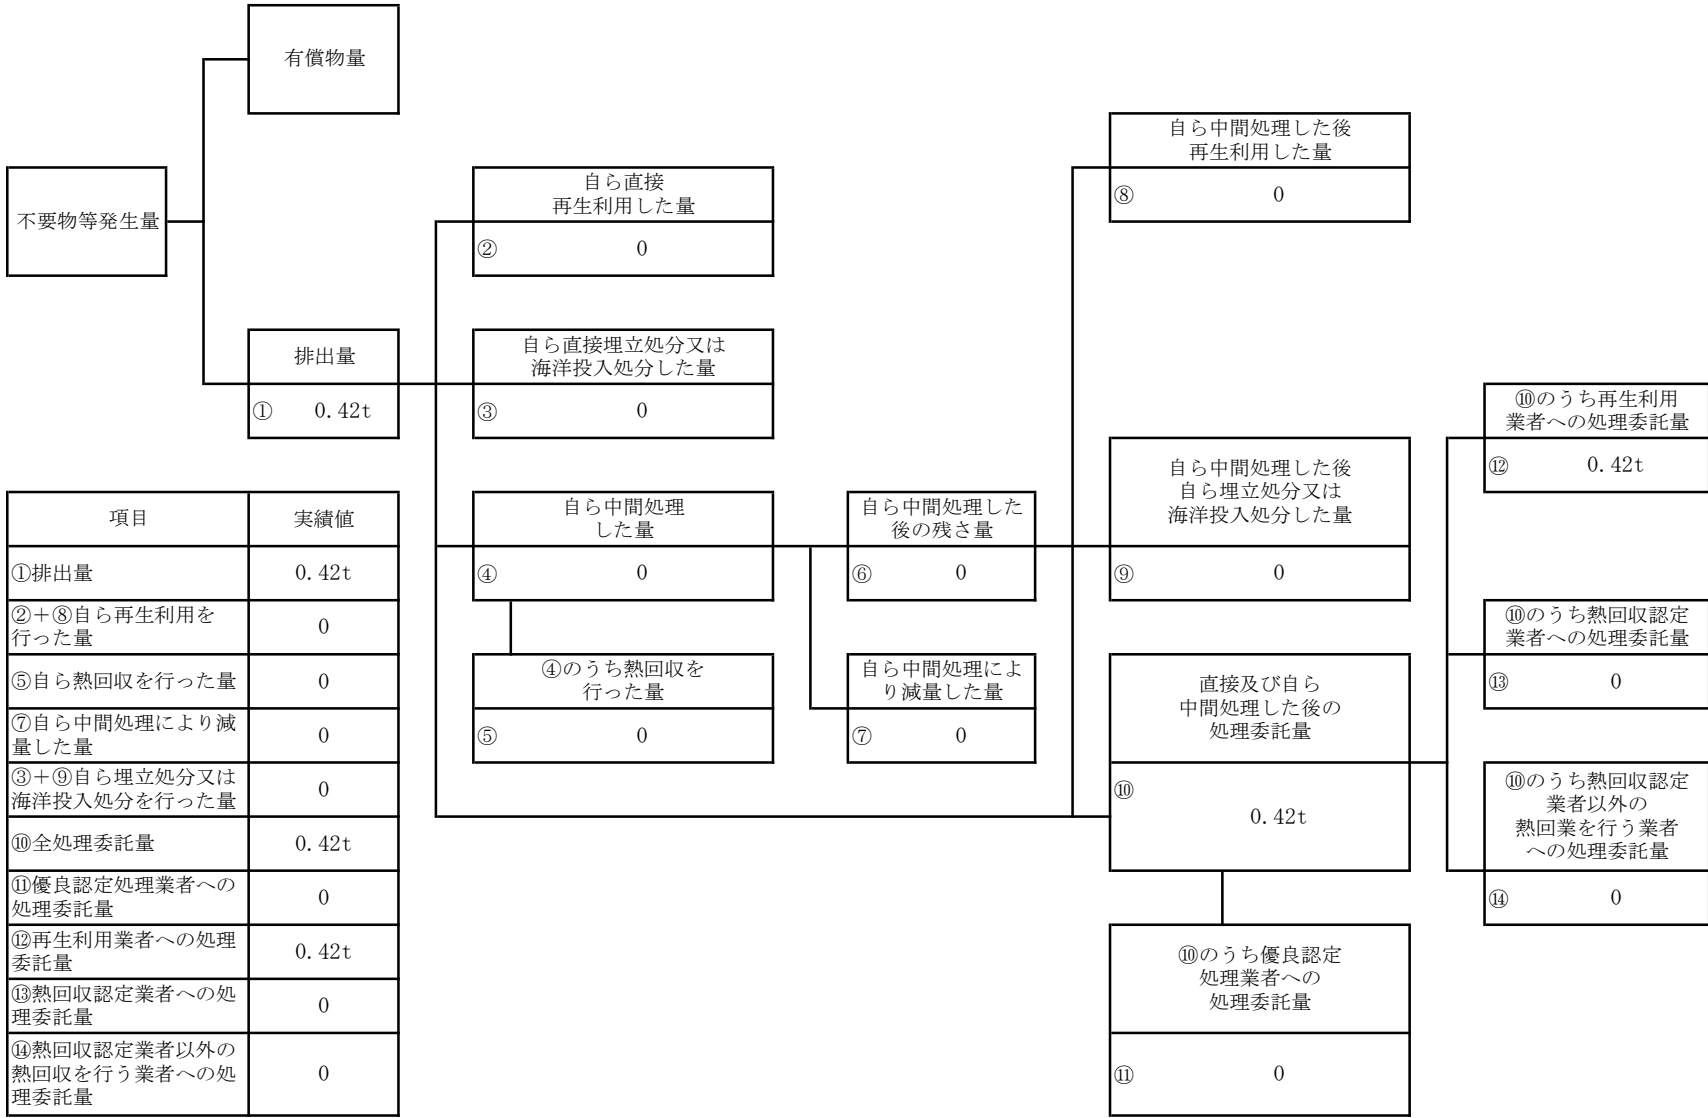 有償物量
不要物等発生量
排出量
① 0.42t
自ら直接
再生利用した量
② 0
自ら直接埋立処分又は
海洋投入処分した量
③ 0
自ら中間処理
した量
④ 0
④のうち熱回収を
行った量
⑤ 0
自ら中間処理した
後の残さ量
⑥ 0
自ら中間処理によ
り減量した量
⑦ 0
自ら中間処理した後
再生利用した量
⑧ 0
自ら中間処理した後
自ら埋立処分又は
海洋投入処分した量
⑨ 0
直接及び自ら
中間処理した後の
処理委託量
⑩
0.42t
⑩のうち優良認定
処理業者への
処理委託量
⑪ 0
⑩のうち再生利用
業者への処理委託量
⑫ 0.42t
⑩のうち熱回収認定
業者への処理委託量
⑬ 0
⑩のうち熱回収認定
業者以外の
熱回業を行う業者
への処理委託量
⑭ 0
項目 実績値
①排出量 0.42t
②＋⑧自ら再生利用を
行った量 0
⑤自ら熱回収を行った量 0
⑦自ら中間処理により減
量した量 0
③＋⑨自ら埋立処分又は
海洋投入処分を行った量 0
⑩全処理委託量 0.42t
⑪優良認定処理業者への
処理委託量 0
⑫再生利用業者への処理
委託量 0.42t
⑬熱回収認定業者への処
理委託量 0
⑭熱回収認定業者以外の
熱回収を行う業者への処
理委託量 0